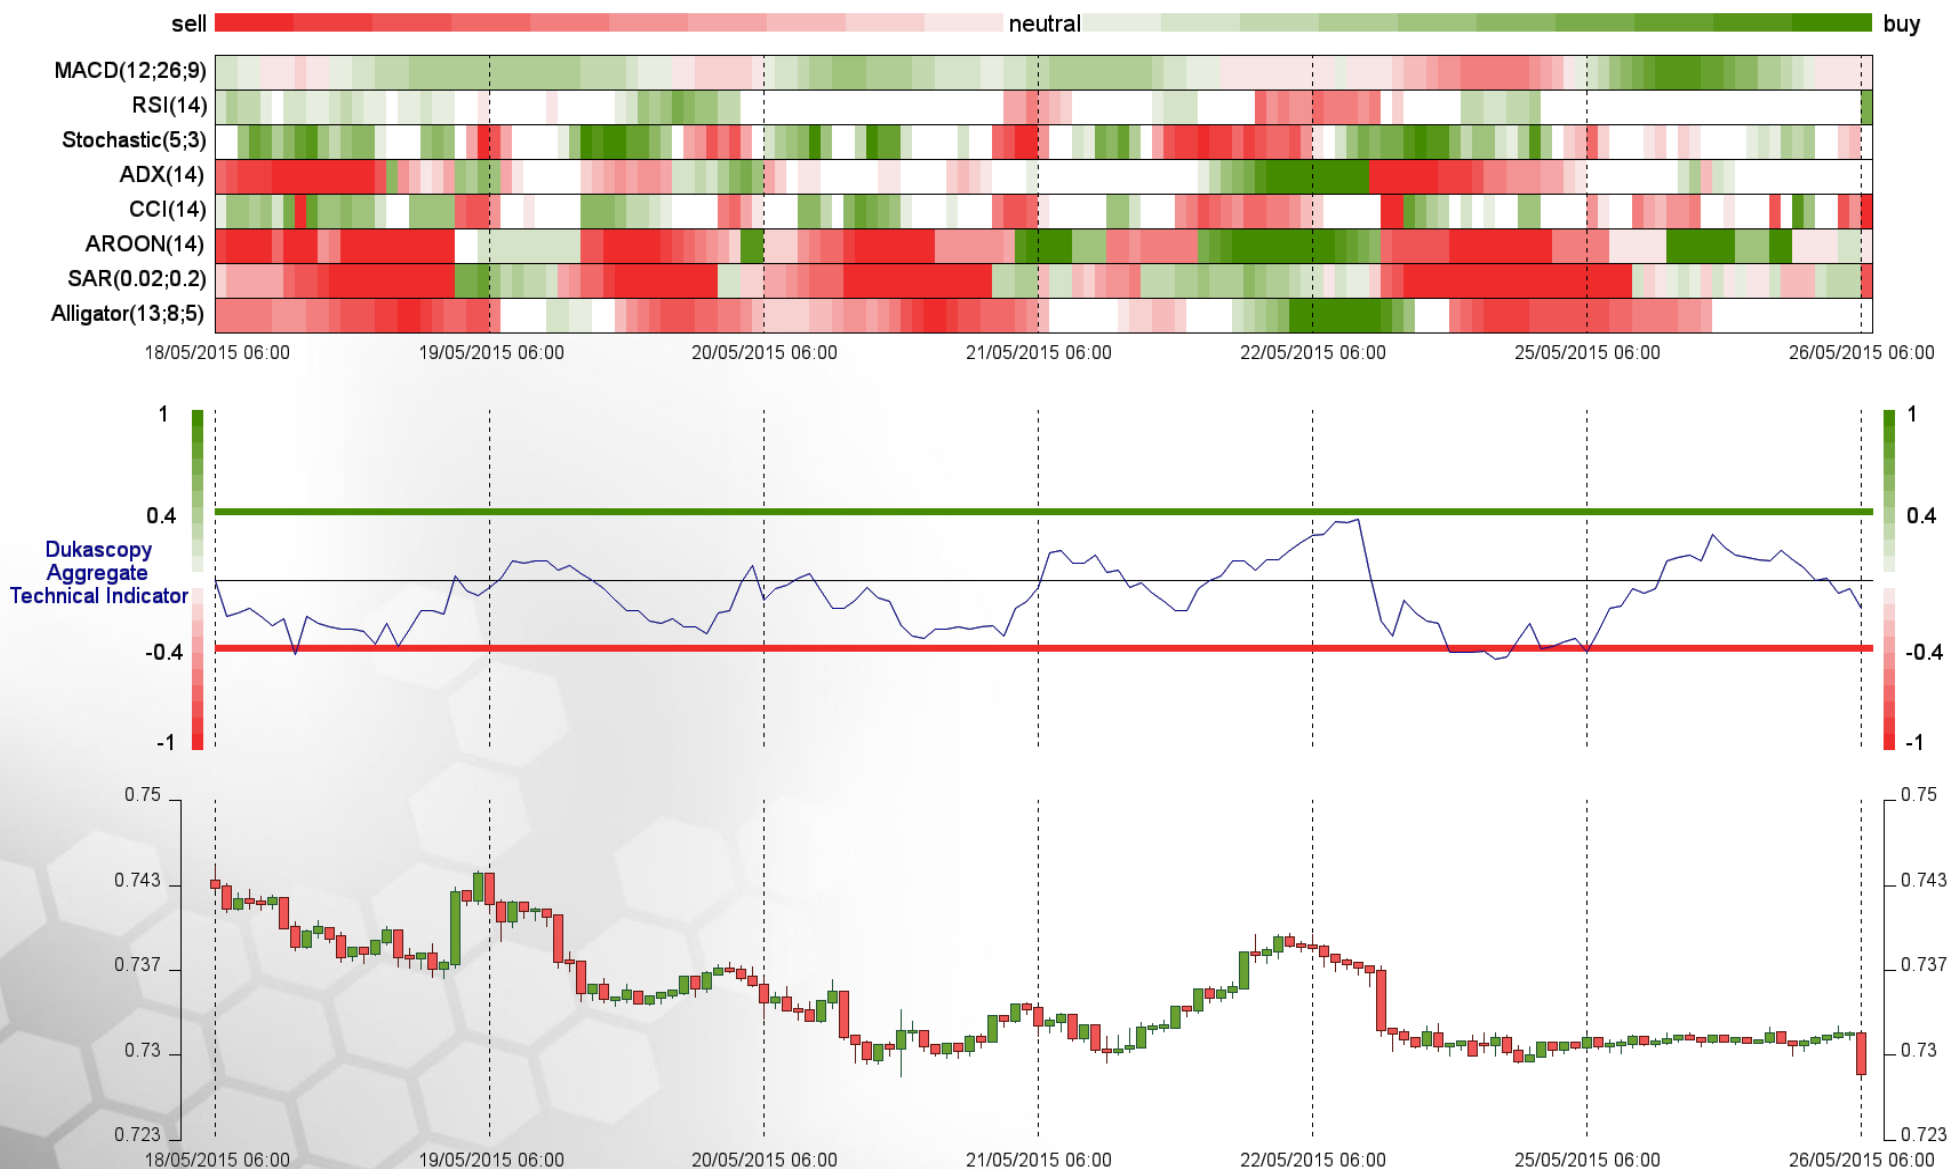 sell neutral buy
MACD(12;26;9)
RSI(14)
Stochastic(5;3)
ADX(14)
CCI(14)
AROON(14)
SAR(0.02;0.2)
Alligator(13;8;5)
18/05/2015 06:00 19/05/2015 06:00 20/05/2015 06:00 21/05/2015 06:00 22/05/2015 06:00 25/05/2015 06:00 26/05/2015 06:00
1 1
0.4 0.4
Dukascopy
Aggregate
Technical Indicator
-0.4 -0.4
-1 -1
0.75 0.75
0.743 0.743
0.737 0.737
0.73 0.73
0.723 0.723
18/05/2015 06:00 19/05/2015 06:00 20/05/2015 06:00 21/05/2015 06:00 22/05/2015 06:00 25/05/2015 06:00 26/05/2015 06:00